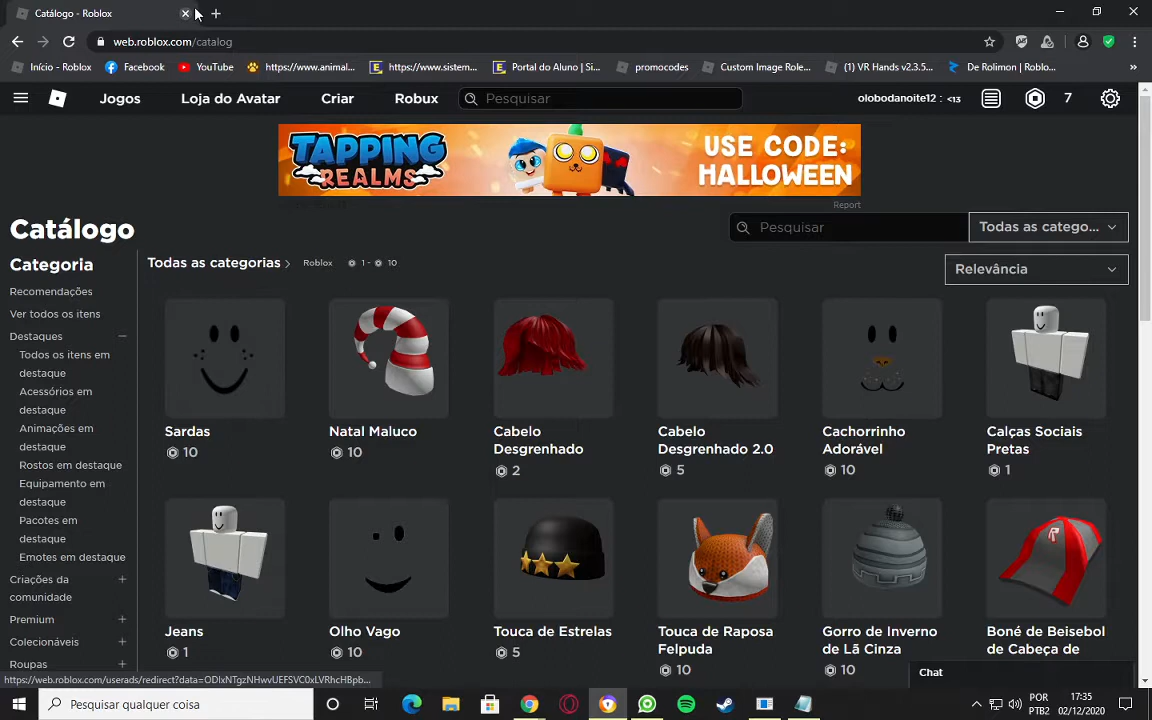 Catálogo - Roblox
web.roblox.com/catalog
Início - Roblox
Facebook
YouTube
https://www.animal...
https://www.sistem...
Portal do Aluno | Si...
promocodes
Custom Image Role...
(1) VR Hands v2.3.5...
De Rolimon | Roblo...
»
Jogos
Loja do Avatar
Criar
Robux
Pesquisar
olobodanoite12 : <13
7
TAPPING
REALMS
USE CODE:
HALLOWEEN
Report
Catálogo
Pesquisar
Todas as catego...
Categoria
Todas as categorias
Roblox
1 - 10
Relevância
Recomendações
Ver todos os itens
Destaques
Todos os itens em
destaque
Acessórios em
destaque
Animações em
destaque
Rostos em destaque
Equipamento em
destaque
Pacotes em
destaque
Emotes em destaque
Criações da
comunidade
Premium
Colecionáveis
Roupas
Sardas
10
Natal Maluco
10
Cabelo
Desgrenhado
2
Cabelo
Desgrenhado 2.0
5
Cachorrinho
Adorável
10
Calças Sociais
Pretas
1
Jeans
1
Olho Vago
10
Touca de Estrelas
5
Touca de Raposa
Felpuda
10
Gorro de Inverno
de Lã Cinza
10
Boné de Beisebol
de Cabeça de
Chat
Pesquisar qualquer coisa
POR
PTB2
17:35
02/12/2020